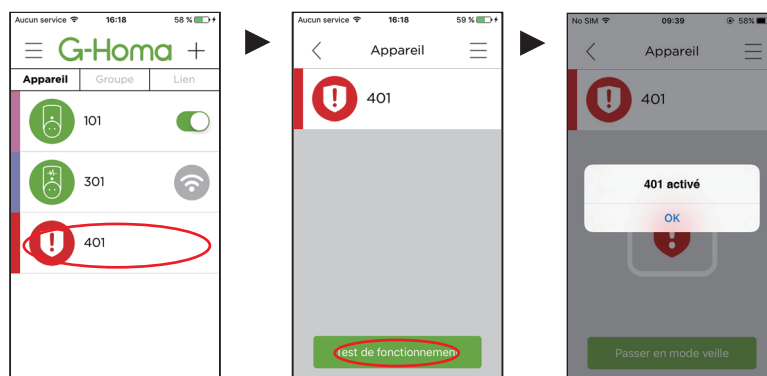 Aucun service 16:18 58 %
G-Homa
Appareil Groupe Lien
101
301
401
Aucun service 16:18 59 %
Appareil
401
Test de fonctionnement
No SIM 09:39 58%
Appareil
401
401 activé
OK
Passer en mode veille